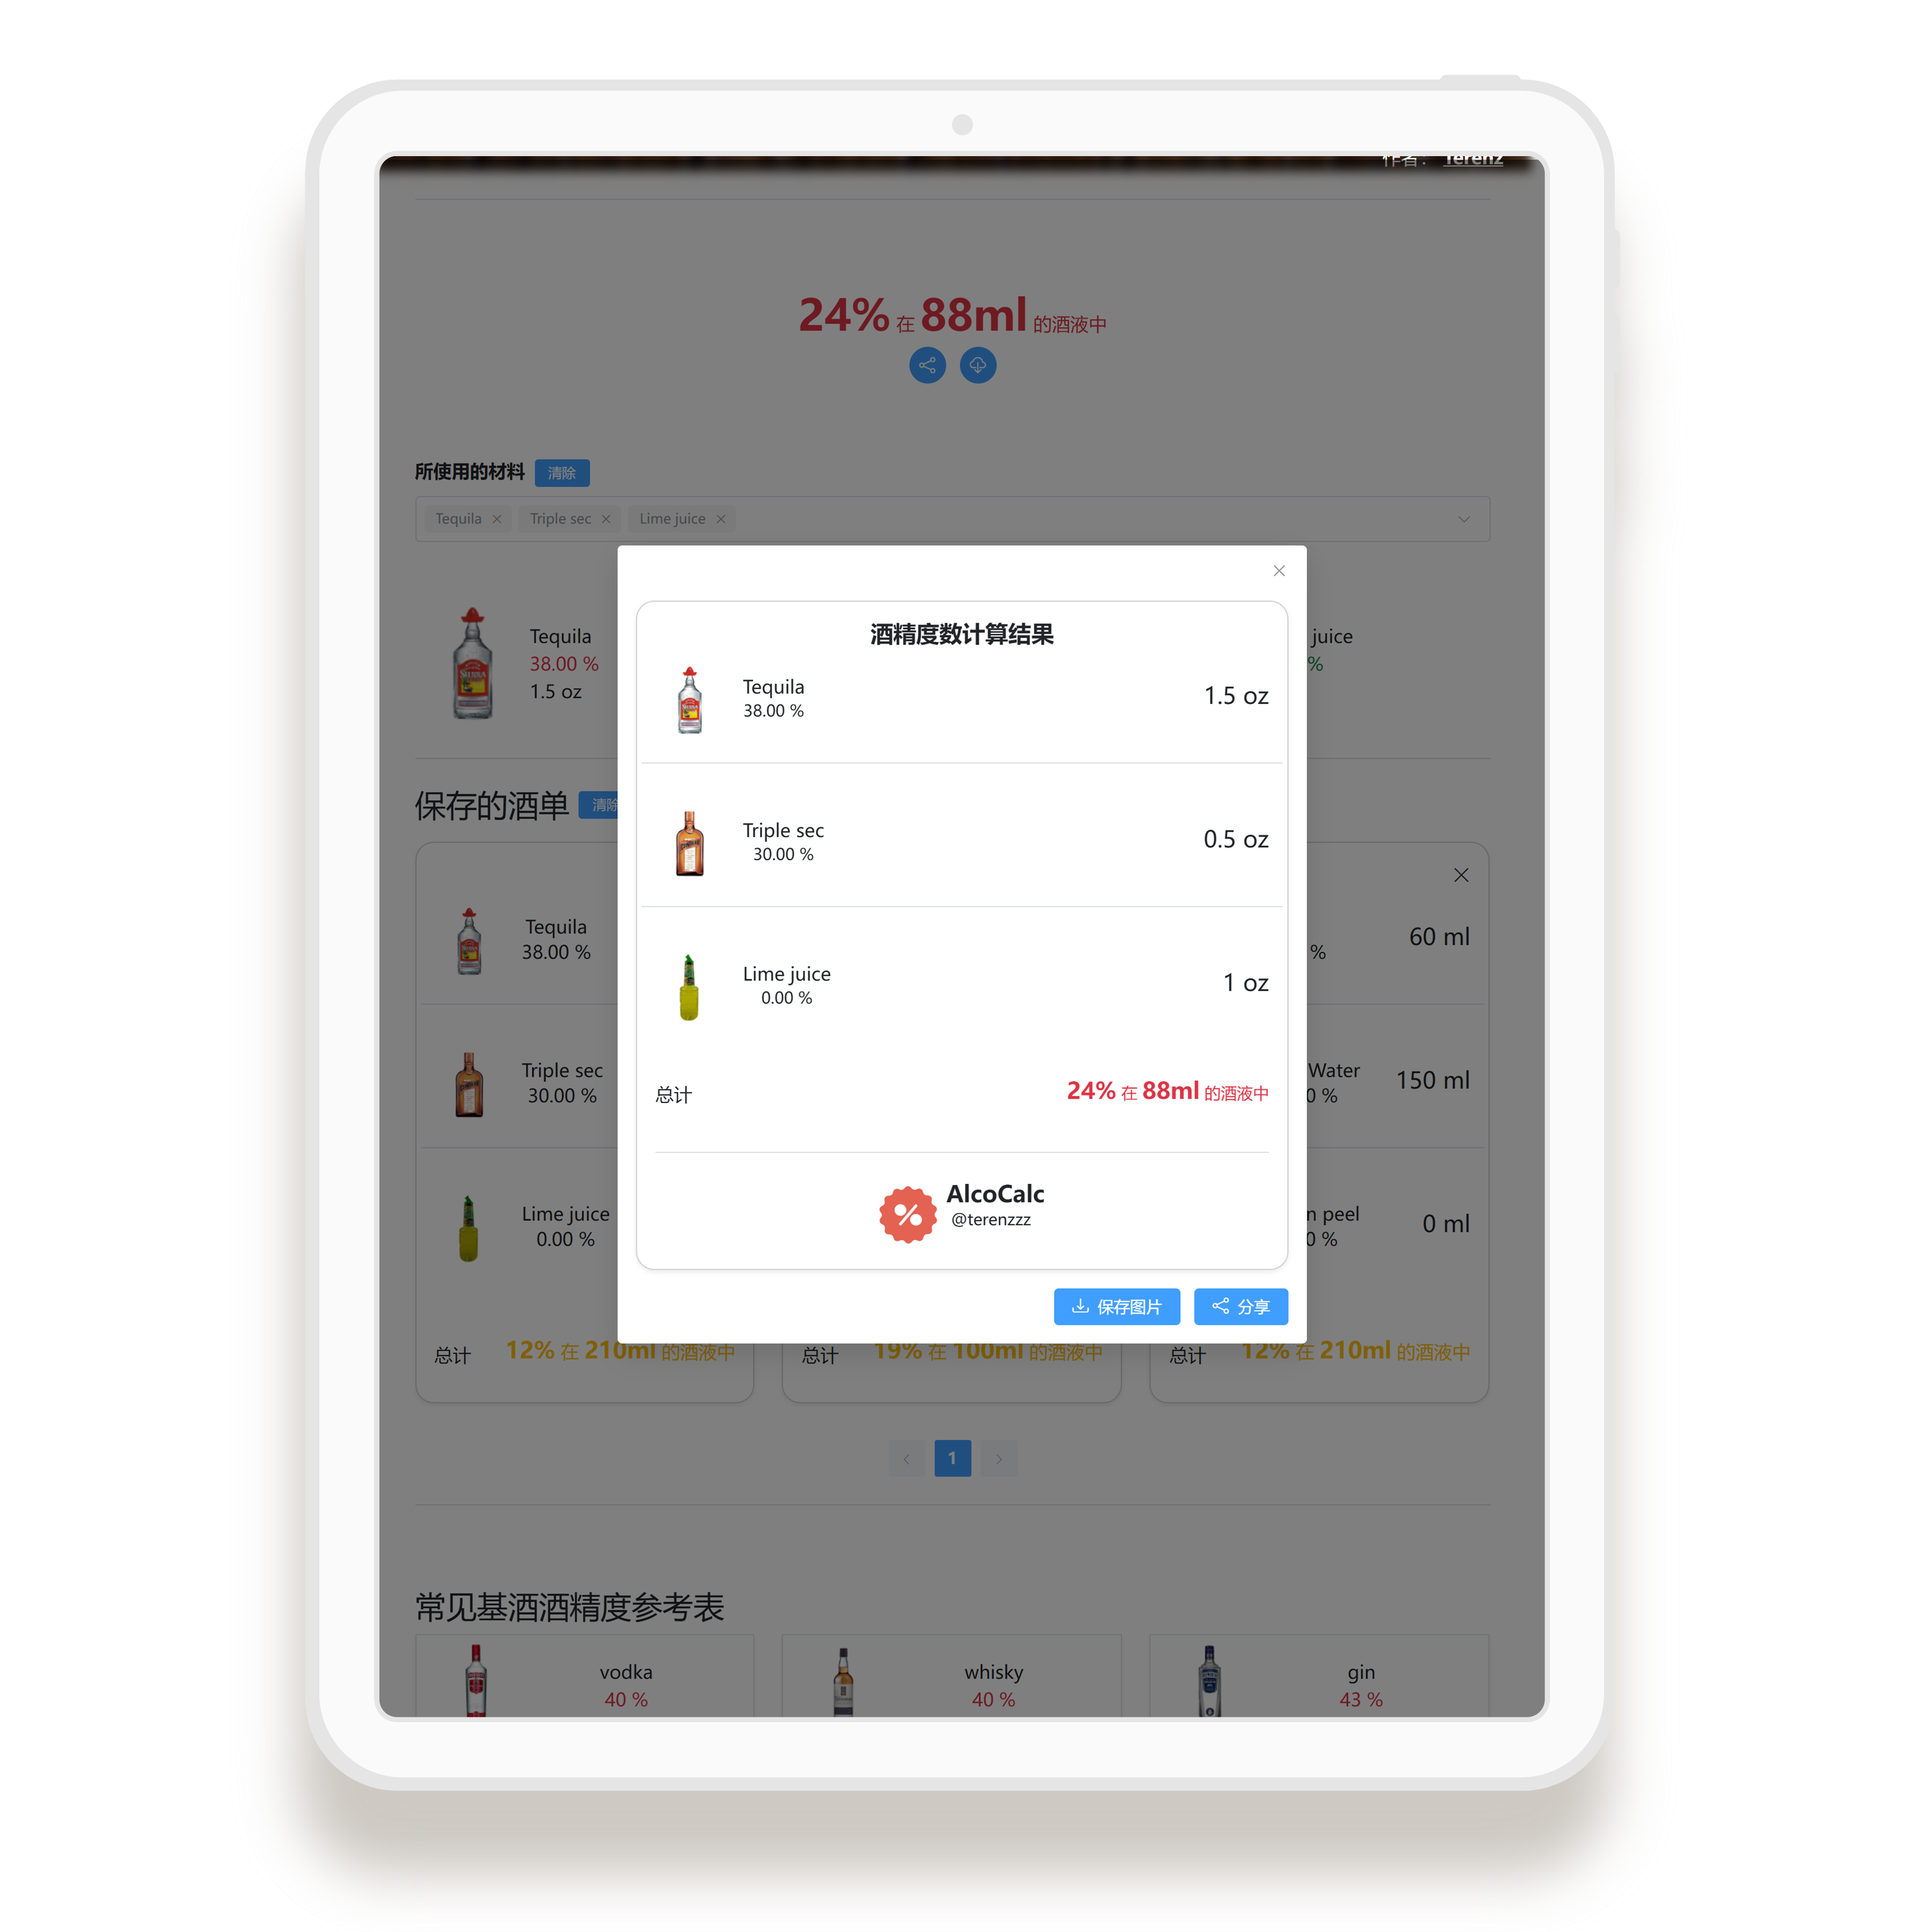 作者： Terenz
24% 在 88ml 的酒液中
所使用的材料 清除
Tequila Triple sec Lime juice
Tequila
38.00 %
1.5 oz
juice
%
保存的酒单 清除
Tequila
38.00 %
Triple sec
30.00 %
Lime juice
0.00 %
总计 12% 在 210ml 的酒液中
总计 19% 在 100ml 的酒液中
%
60 ml
Water
0 %
150 ml
n peel
0 %
0 ml
总计 12% 在 210ml 的酒液中
酒精度数计算结果
Tequila
38.00 %
1.5 oz
Triple sec
30.00 %
0.5 oz
Lime juice
0.00 %
1 oz
总计 24% 在 88ml 的酒液中
AlcoCalc
@terenzzz
保存图片 分享
1
常见基酒酒精度参考表
vodka
40 %
whisky
40 %
gin
43 %